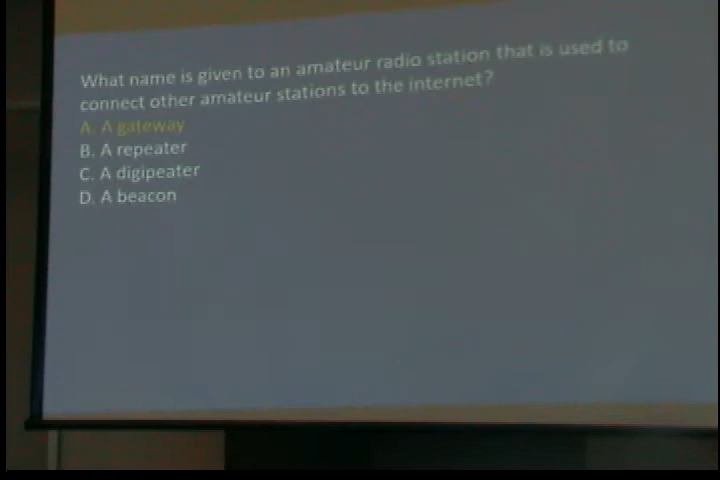 What name is given to an amateur radio station that is used to
connect other amateur stations to the internet?
A. A gateway
B. A repeater
C. A digipeater
D. A beacon